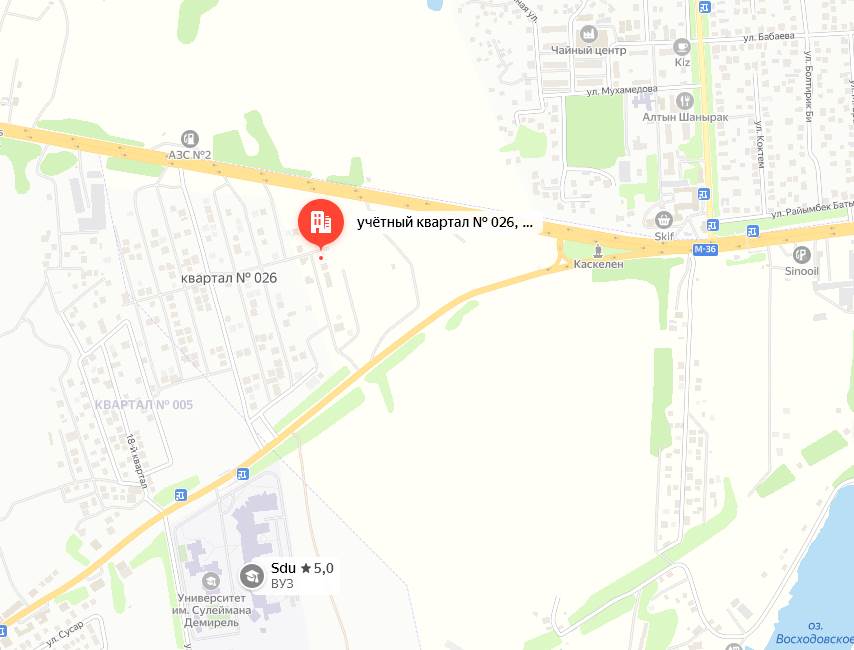 ул. Бабаева
Чайный центр
Kiz
ул. Болтирик Би
ул. Мухамедова
Алтын Шанырак
ул. Коктем
АЗС №2
учётный квартал № 026, ...
ул. Райымбек Баты
Skif
М-36
Каскелен
Sinooil
квартал № 026
КВАРТАЛ № 005
18-й квартал
Sdu ★ 5,0
ВУЗ
Университет
им. Сулеймана
Демирель
ул. Сусар
оз.
Восходовское